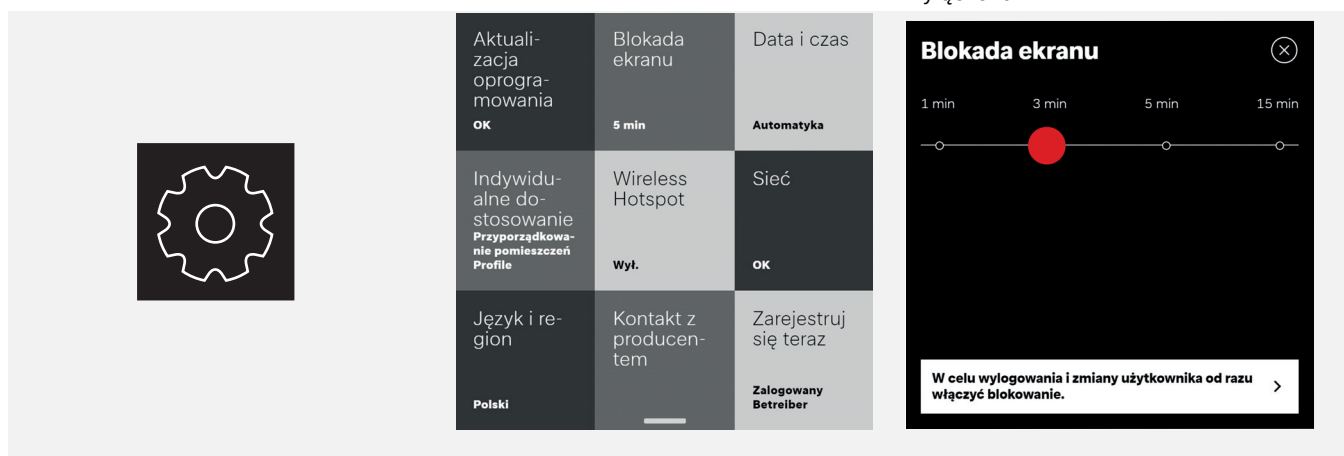 Aktuali-
zacja
oprogra-
mowania
OK
Blokada
ekranu
5 min
Data i czas
Automatyka
Indywidu-
alne do-
stosowanie
Przyporządkowa-
nie pomieszczeń
Profile
Wireless
Hotspot
Wył.
Sieć
OK
Język i re-
gion
Polski
Kontakt z
producen-
tem
Zarejestruj
się teraz
Zalogowany
Betreiber
Blokada ekranu
1 min 3 min 5 min 15 min
W celu wylogowania i zmiany użytkownika od razu
włączyć blokowanie.